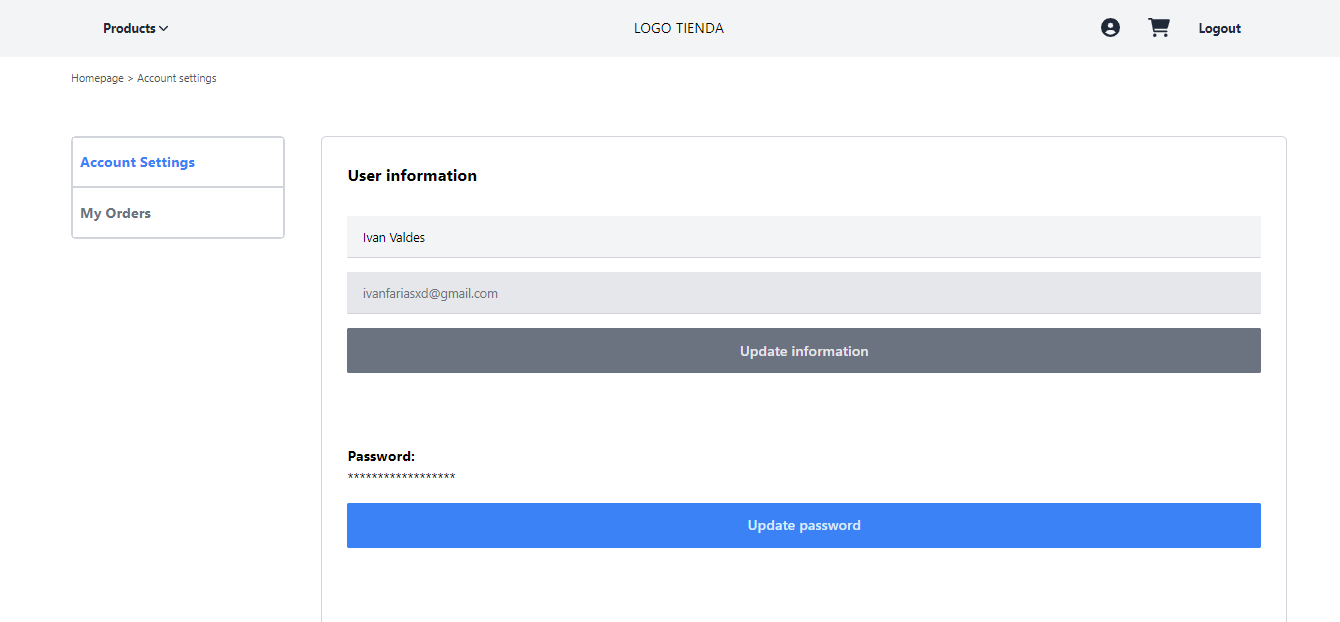 Products
LOGO TIENDA
Logout
Homepage > Account settings
Account Settings
My Orders
User information
Ivan Valdes
ivanfariasxd@gmail.com
Update information
Password:
******************
Update password